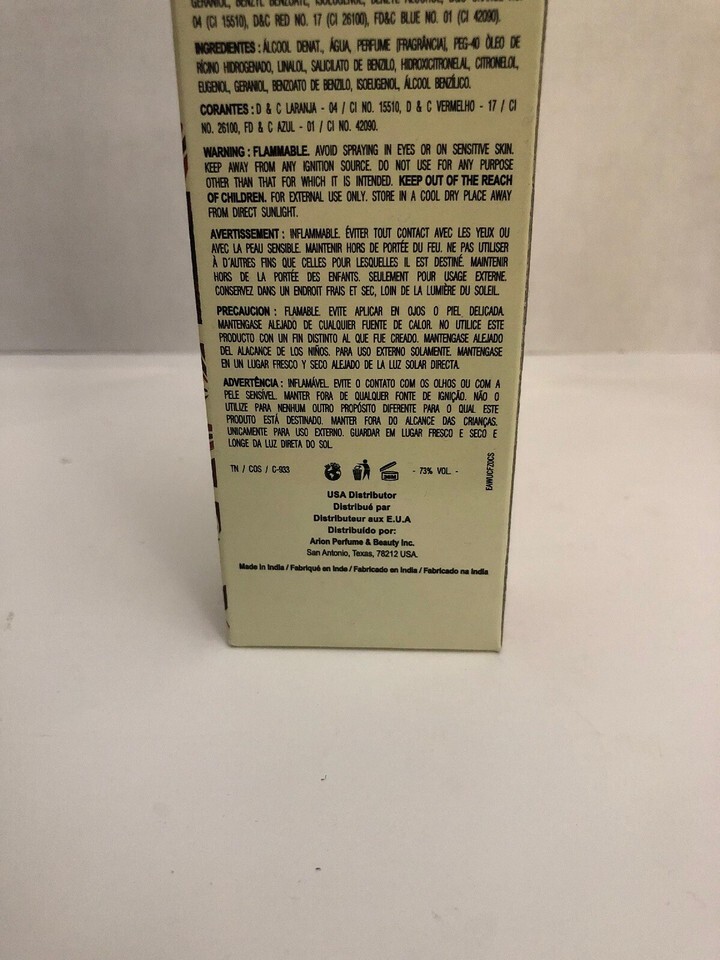 GERANIOL, BENZYL BENZOATE, ISOEUGENOL, BENZYL ALCOHOL,
04 (CI 15510), D&C RED NO. 17 (CI 26100), FD&C BLUE NO. 01 (CI 42090).
INGREDIENTES : ÁLCOOL DENAT., ÁGUA, PERFUME [FRAGRÂNCIA], PEG-40 ÓLEO DE
RÍCINO HIDROGENADO, LINALOL, SALICILATO DE BENZILO, HIDROXICITRONELAL, CITRONELOL,
EUGENOL, GERANIOL, BENZOATO DE BENZILO, ISOEUGENOL, ÁLCOOL BENZÍLICO.
CORANTES : D & C LARANJA - 04 / CI NO. 15510, D & C VERMELHO - 17 / CI
NO. 26100, FD & C AZUL - 01 / CI NO. 42090.
WARNING : FLAMMABLE. AVOID SPRAYING IN EYES OR ON SENSITIVE SKIN.
KEEP AWAY FROM ANY IGNITION SOURCE. DO NOT USE FOR ANY PURPOSE
OTHER THAN THAT FOR WHICH IT IS INTENDED. KEEP OUT OF THE REACH
OF CHILDREN. FOR EXTERNAL USE ONLY. STORE IN A COOL DRY PLACE AWAY
FROM DIRECT SUNLIGHT.
AVERTISSEMENT : INFLAMMABLE. ÉVITER TOUT CONTACT AVEC LES YEUX OU
AVEC LA PEAU SENSIBLE. MAINTENIR HORS DE PORTÉE DU FEU. NE PAS UTILISER
À D'AUTRES FINS QUE CELLES POUR LESQUELLES IL EST DESTINÉ. MAINTENIR
HORS DE LA PORTÉE DES ENFANTS. SEULEMENT POUR USAGE EXTERNE.
CONSERVEZ DANS UN ENDROIT FRAIS ET SEC, LOIN DE LA LUMIÈRE DU SOLEIL.
PRECAUCION : FLAMABLE. EVITE APLICAR EN OJOS O PIEL DELICADA.
MANTENGASE ALEJADO DE CUALQUIER FUENTE DE CALOR. NO UTILICE ESTE
PRODUCTO CON UN FIN DISTINTO AL QUE FUE CREADO. MANTENGASE ALEJADO
DEL ALACANCE DE LOS NIÑOS. PARA USO EXTERNO SOLAMENTE. MANTENGASE
EN UN LUGAR FRESCO Y SECO ALEJADO DE LA LUZ SOLAR DIRECTA.
ADVERTÊNCIA : INFLAMÁVEL. EVITE O CONTATO COM OS OLHOS OU COM A
PELE SENSÍVEL. MANTER FORA DE QUALQUER FONTE DE IGNIÇÃO. NÃO O
UTILIZE PARA NENHUM OUTRO PROPÓSITO DIFERENTE PARA O QUAL ESTE
PRODUTO ESTÁ DESTINADO. MANTER FORA DO ALCANCE DAS CRIANÇAS.
UNICAMENTE PARA USO EXTERNO. GUARDAR EM LUGAR FRESCO E SECO E
LONGE DA LUZ DIRETA DO SOL.
TN / COS / C-933
- 73% VOL. -
EAWUCFZOCS
USA Distributor
Distribué par
Distributeur aux E.U.A
Distribuído por:
Arion Perfume & Beauty Inc.
San Antonio, Texas, 78212 USA.
Made in India / Fabriqué en Inde / Fabricado en India / Fabricado na India